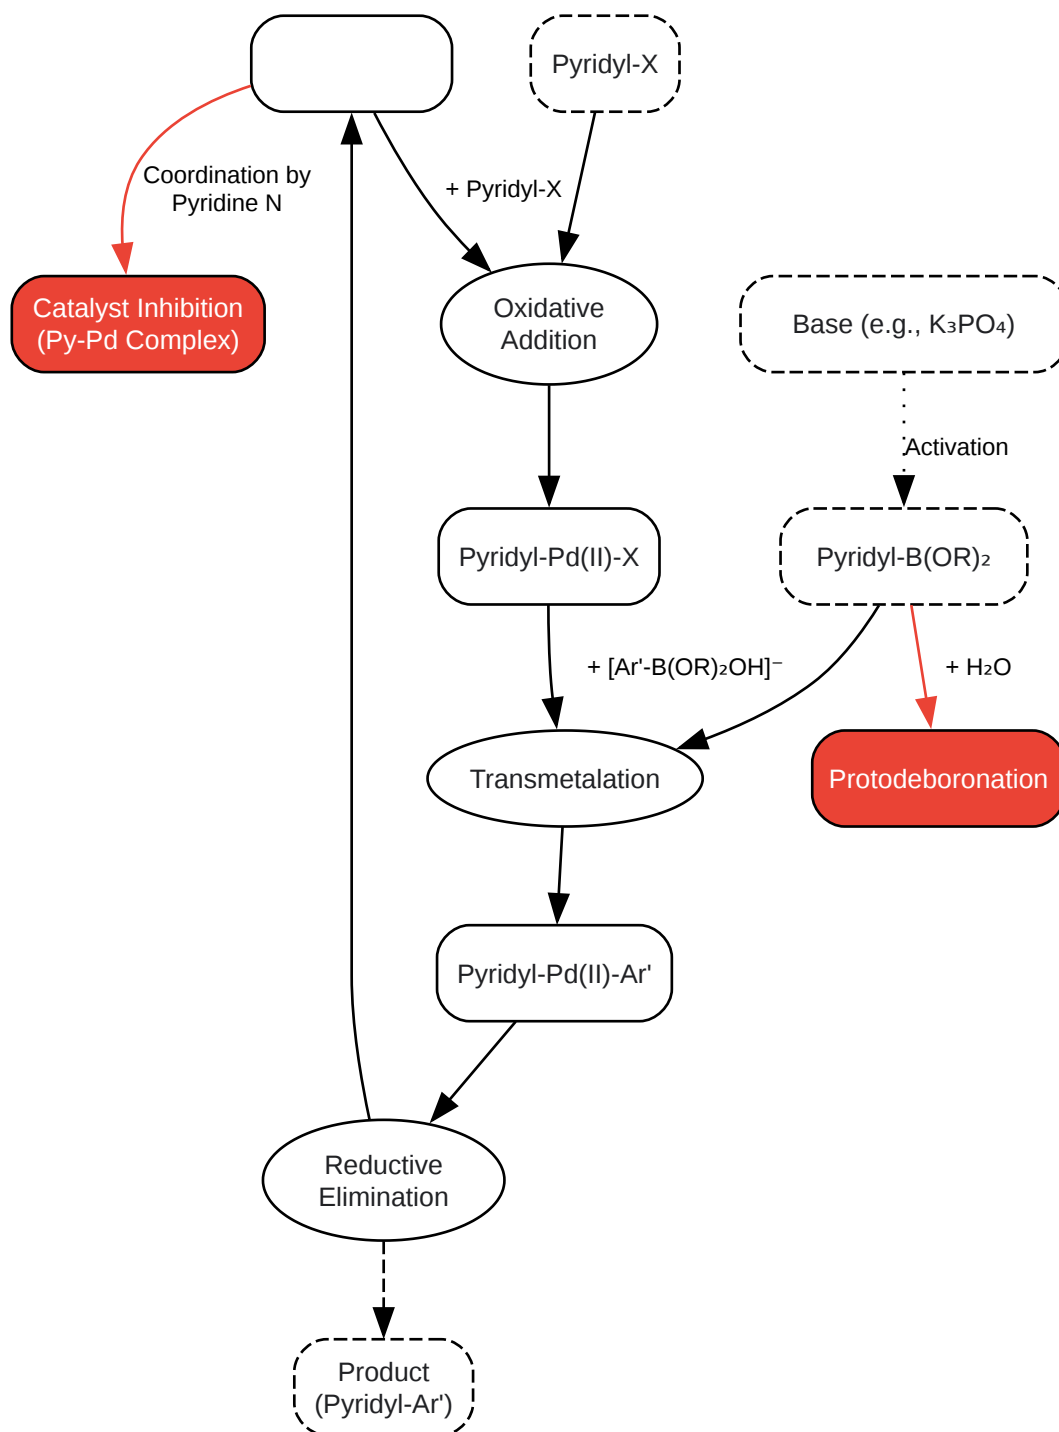 Pyridyl-X
Coordination by
Pyridine N
+ Pyridyl-X
Catalyst Inhibition
(Py-Pd Complex)
Oxidative
Addition
Base (e.g., K₃PO₄)
Activation
Pyridyl-Pd(II)-X
Pyridyl-B(OR)₂
+ [Ar'-B(OR)₂OH]⁻
+ H₂O
Transmetalation
Protodeboronation
Pyridyl-Pd(II)-Ar'
Reductive
Elimination
Product
(Pyridyl-Ar')